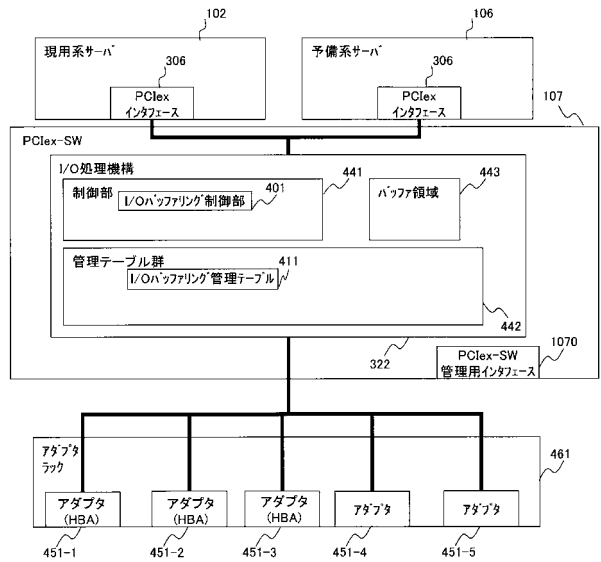 102
106
現用系サーバ
予備系サーバ
306
306
PCIex
インタフェース
PCIex
インタフェース
107
PCIex-SW
I/O処理機構
制御部
401
441
I/Oバッファリング制御部
バッファ領域
443
管理テーブル群
411
I/Oバッファリング管理テーブル
442
322
1070
PCIex-SW
管理用インタフェース
アダプタ
ラック
461
アダプタ
(HBA)
アダプタ
(HBA)
アダプタ
(HBA)
アダプタ
アダプタ
451-1
451-2
451-3
451-4
451-5